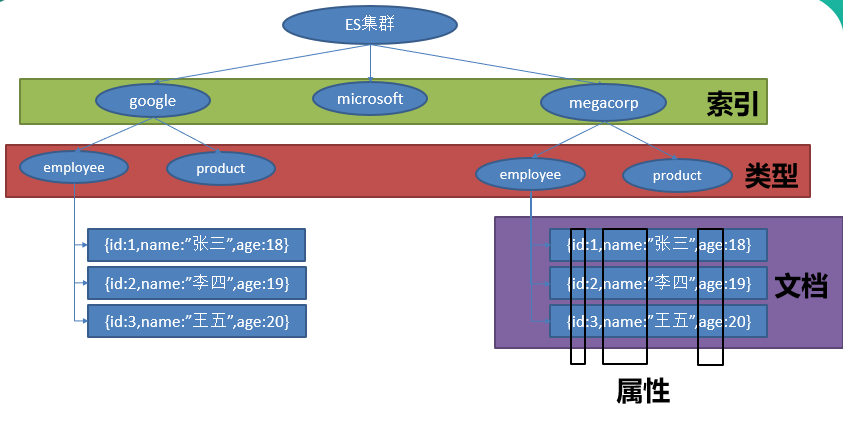 ES集群
google
microsoft
megacorp
索引
employee
product
employee
product
类型
{id:1,name:”张三”,age:18}
{id:2,name:”李四”,age:19}
{id:3,name:”王五”,age:20}
{id:1,name:”张三”,age:18}
{id:2,name:”李四”,age:19}
{id:3,name:”王五”,age:20}
文档
属性